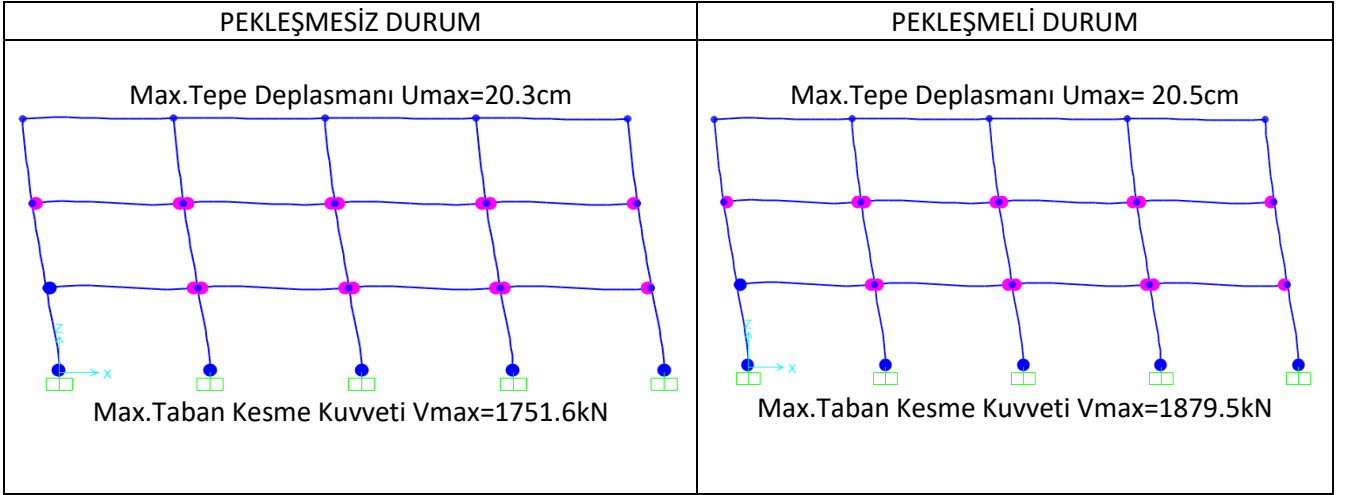 PEKLEŞMESİZ DURUM
PEKLEŞMELİ DURUM
Max.Tepe Deplasmanı Umax=20.3cm
Max.Tepe Deplasmanı Umax= 20.5cm
Z
X
Z
X
Max.Taban Kesme Kuvveti Vmax=1751.6kN
Max.Taban Kesme Kuvveti Vmax=1879.5kN